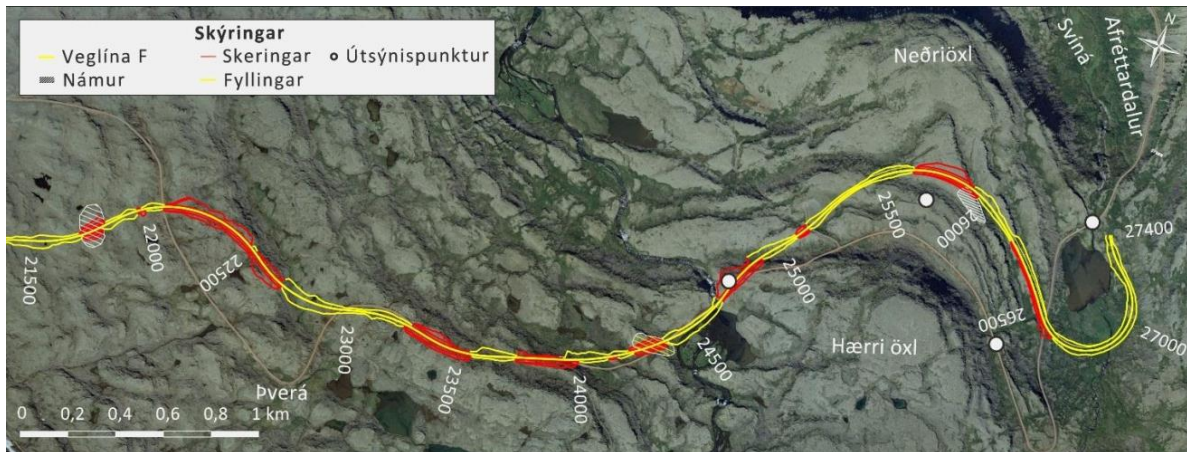 Skýringar
Veglína F
Skeringar
Útsýnispunktur
Námur
Fyllingar
N
Svíná
Afréttardalur
Neðriöxl
Hærri öxl
Þverá
21500
22000
22500
23000
23500
24000
24500
25000
25500
26000
26500
27000
27400
0 0,2 0,4 0,6 0,8 1 km